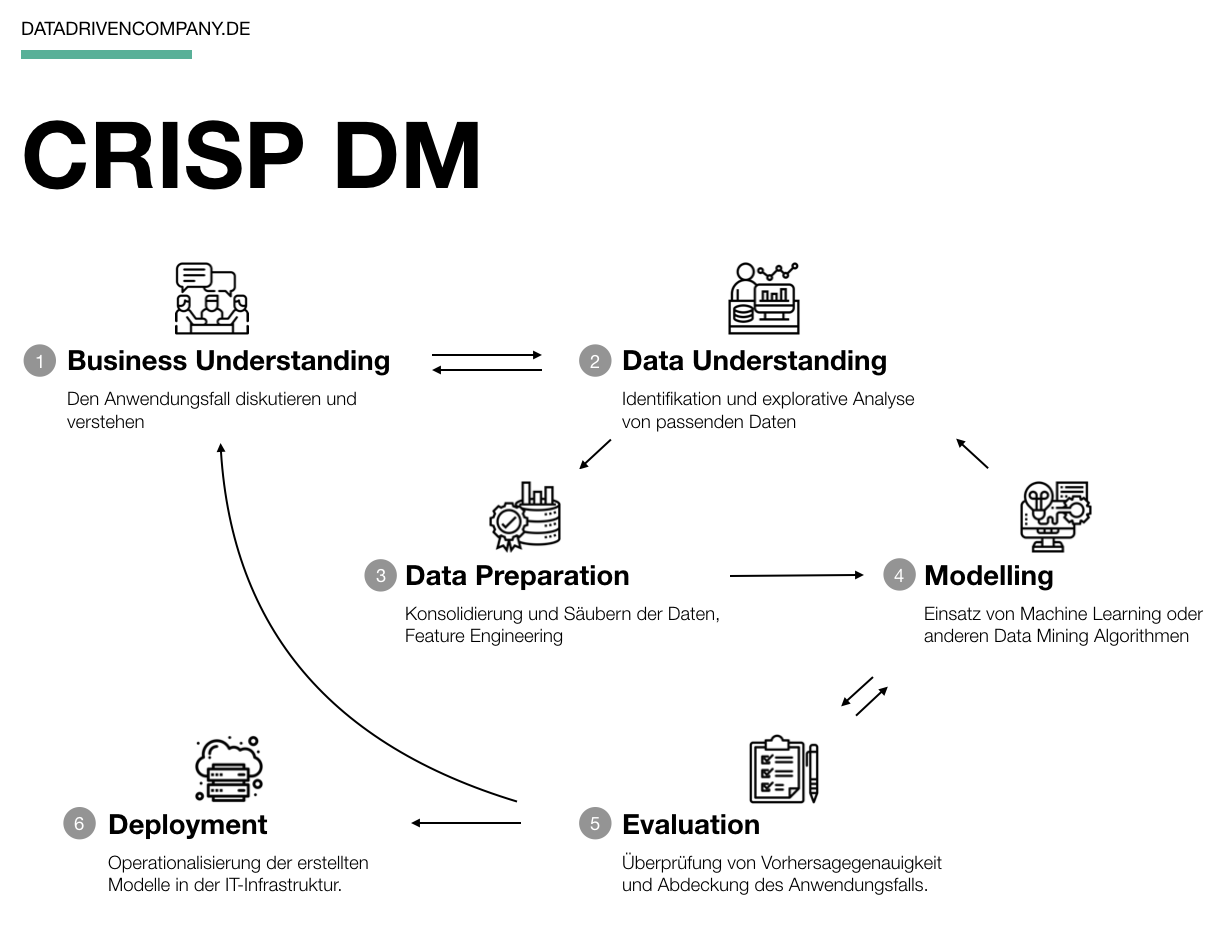 DATADRIVENCOMPANY.DE
CRISP DM
1 Business Understanding
Den Anwendungsfall diskutieren und
verstehen
2 Data Understanding
Identifikation und explorative Analyse
von passenden Daten
3 Data Preparation
Konsolidierung und Säubern der Daten,
Feature Engineering
4 Modelling
Einsatz von Machine Learning oder
anderen Data Mining Algorithmen
5 Evaluation
Überprüfung von Vorhersagegenauigkeit
und Abdeckung des Anwendungsfalls.
6 Deployment
Operationalisierung der erstellten
Modelle in der IT-Infrastruktur.